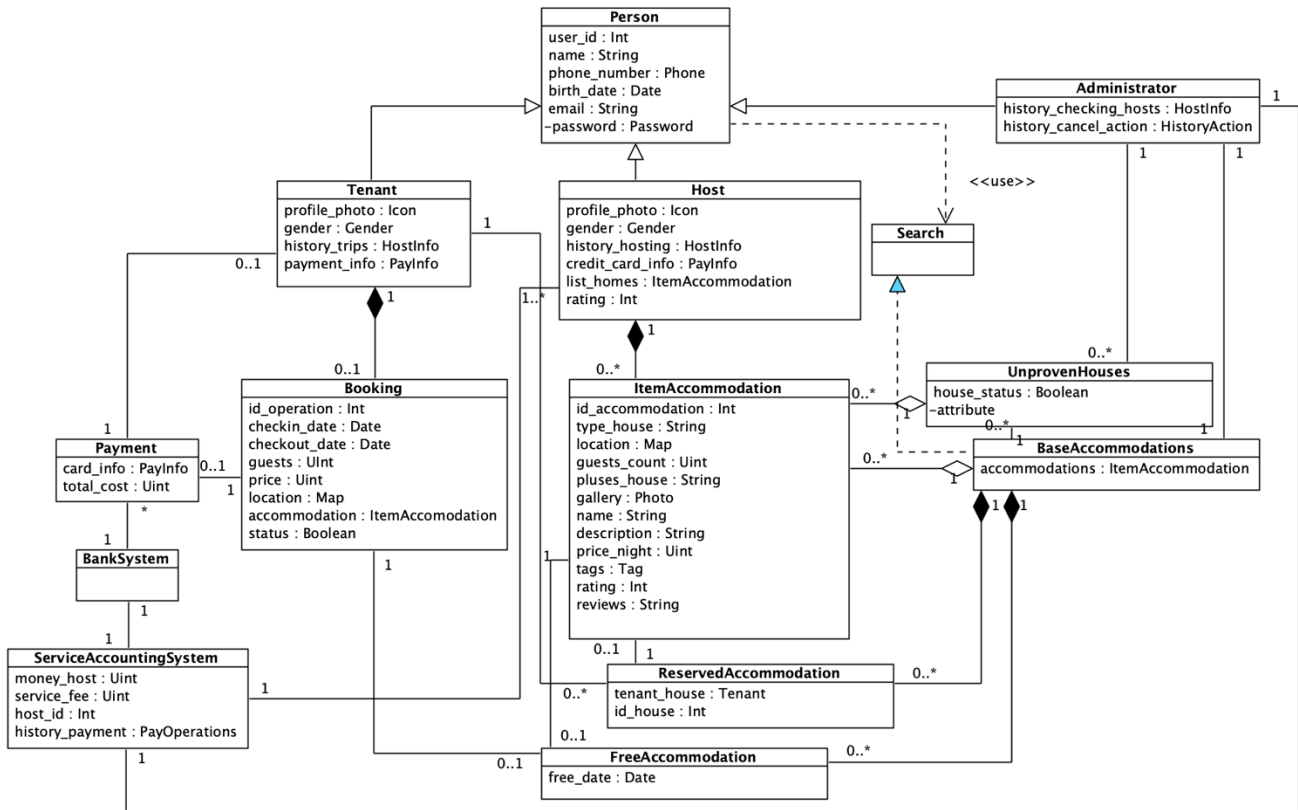 Person
user_id : Int
name : String
phone_number : Phone
birth_date : Date
email : String
-password : Password
Administrator
history_checking_hosts : HostInfo
history_cancel_action : HistoryAction
1
1
1
<<use>>
Tenant
profile_photo : Icon
gender : Gender
history_trips : HostInfo
payment_info : PayInfo
1
0..1
1
Host
profile_photo : Icon
gender : Gender
history_hosting : HostInfo
credit_card_info : PayInfo
list_homes : ItemAccommodation
rating : Int
1..*
1
Search
0..1
0..*
0..*
Booking
id_operation : Int
checkin_date : Date
checkout_date : Date
guests : UInt
price : Uint
location : Map
accommodation : ItemAccomodation
status : Boolean
1
ItemAccommodation
id_accommodation : Int
type_house : String
location : Map
guests_count : Uint
pluses_house : String
gallery : Photo
name : String
description : String
price_night : Uint
tags : Tag
rating : Int
reviews : String
0..*
1
0..*
1
1
0..1
1
UnprovenHouses
house_status : Boolean
-attribute
0..*
1
1
BaseAccommodations
accommodations : ItemAccommodation
1
1
1
Payment
card_info : PayInfo
total_cost : Uint
0..1
1
*
1
BankSystem
1
1
ServiceAccountingSystem
money_host : Uint
service_fee : Uint
host_id : Int
history_payment : PayOperations
1
1
ReservedAccommodation
tenant_house : Tenant
id_house : Int
0..*
0..*
0..1
0..1
FreeAccommodation
free_date : Date
0..*